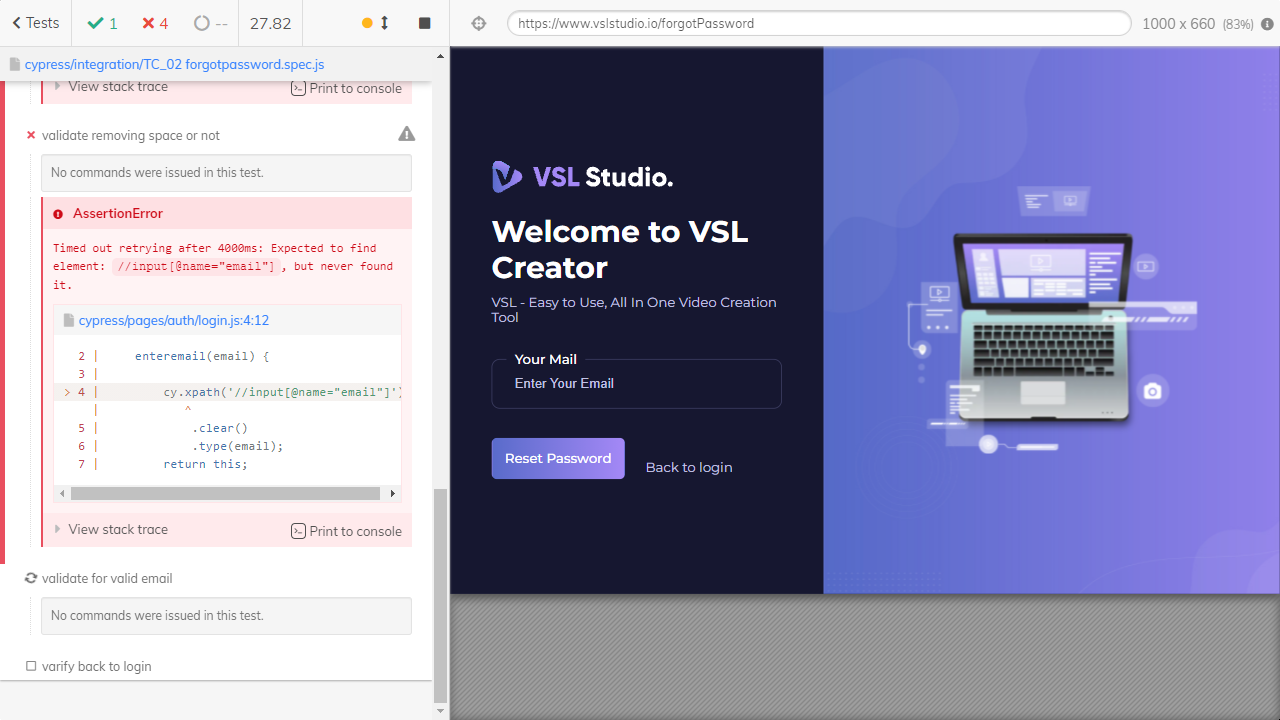 Tests
1
4
--
27.82
https://www.vslstudio.io/forgotPassword
1000 x 660 (83%)
cypress/integration/TC_02 forgotpassword.spec.js
View stack trace
Print to console
validate removing space or not
No commands were issued in this test.
AssertionError
Timed out retrying after 4000ms: Expected to find
element: //input[@name="email"], but never found
it.
cypress/pages/auth/login.js:4:12
2 | enteremail(email) {
3 |
> 4 | cy.xpath('//input[@name="email"]')
| ^
5 | .clear()
6 | .type(email);
7 | return this;
View stack trace
Print to console
validate for valid email
No commands were issued in this test.
varify back to login
VSL Studio.
Welcome to VSL
Creator
VSL - Easy to Use, All In One Video Creation
Tool
Your Mail
Enter Your Email
Reset Password
Back to login